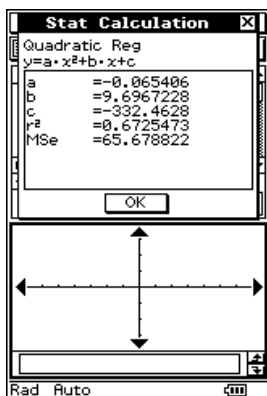 Stat Calculation
Quadratic Reg
y=a·x²+b·x+c
a =-0.065406
b =9.6967228
c =-332.4628
r² =0.6725473
MSe =65.678822
OK
Rad Auto